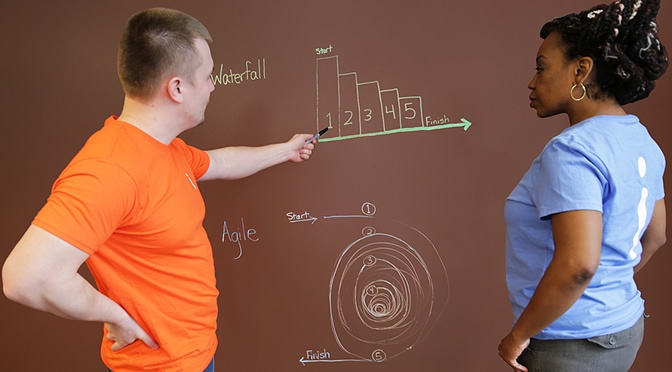 Start
Waterfall
1 2 3 4 5
Finish
Start 1
Agile
2
3
4
Finish 5
i